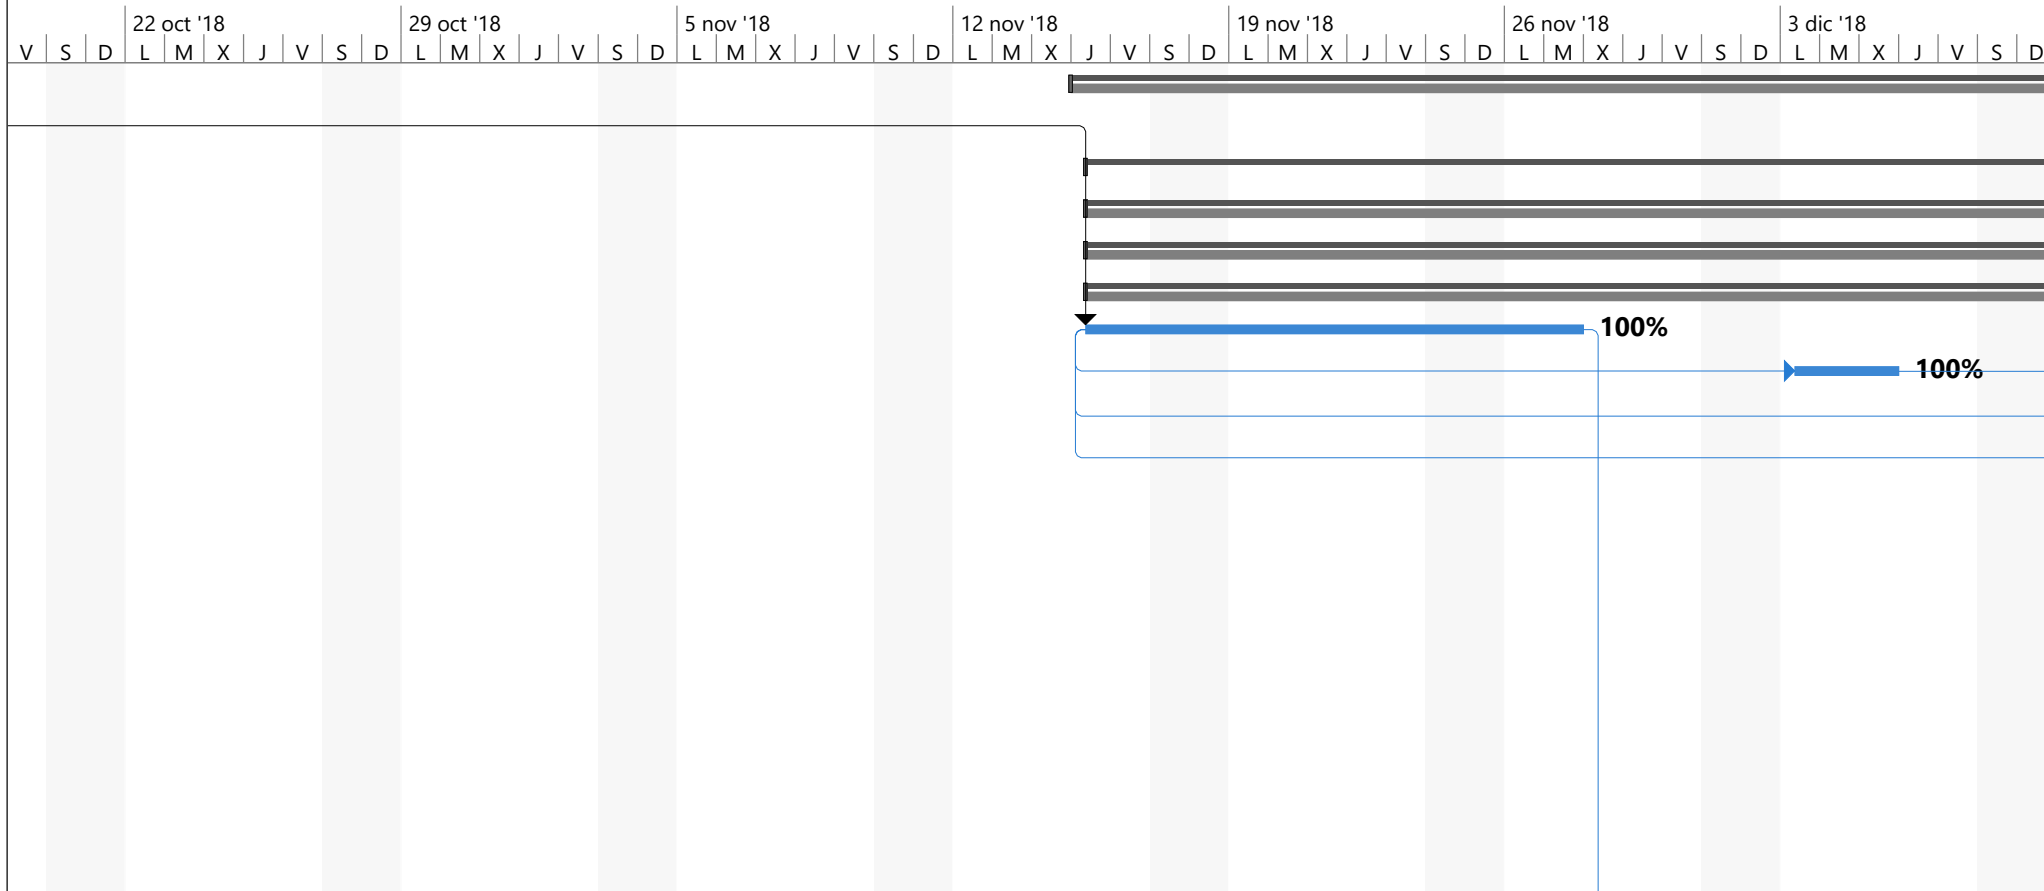 22 oct '18 29 oct '18 5 nov '18 12 nov '18 19 nov '18 26 nov '18 3 dic '18
V S D L M X J V S D L M X J V S D L M X J V S D L M X J V S D L M X J V S D L M X J V S D L M X J V S D
100%
100%